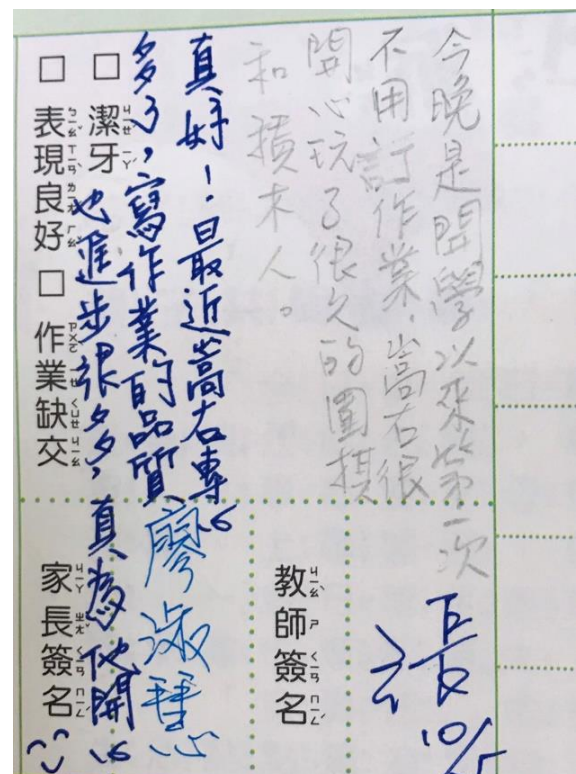 今晚是開學以來第一次
不用訂作業,嵩右很
開心玩了很久的圍棋
和積木人。
真好!最近嵩右專心
多了,寫作業的品質
也進步很多,真為他開心
□ 潔牙
□ 表現良好 □ 作業缺交
教師簽名
張
10/5
家長簽名
廖淑